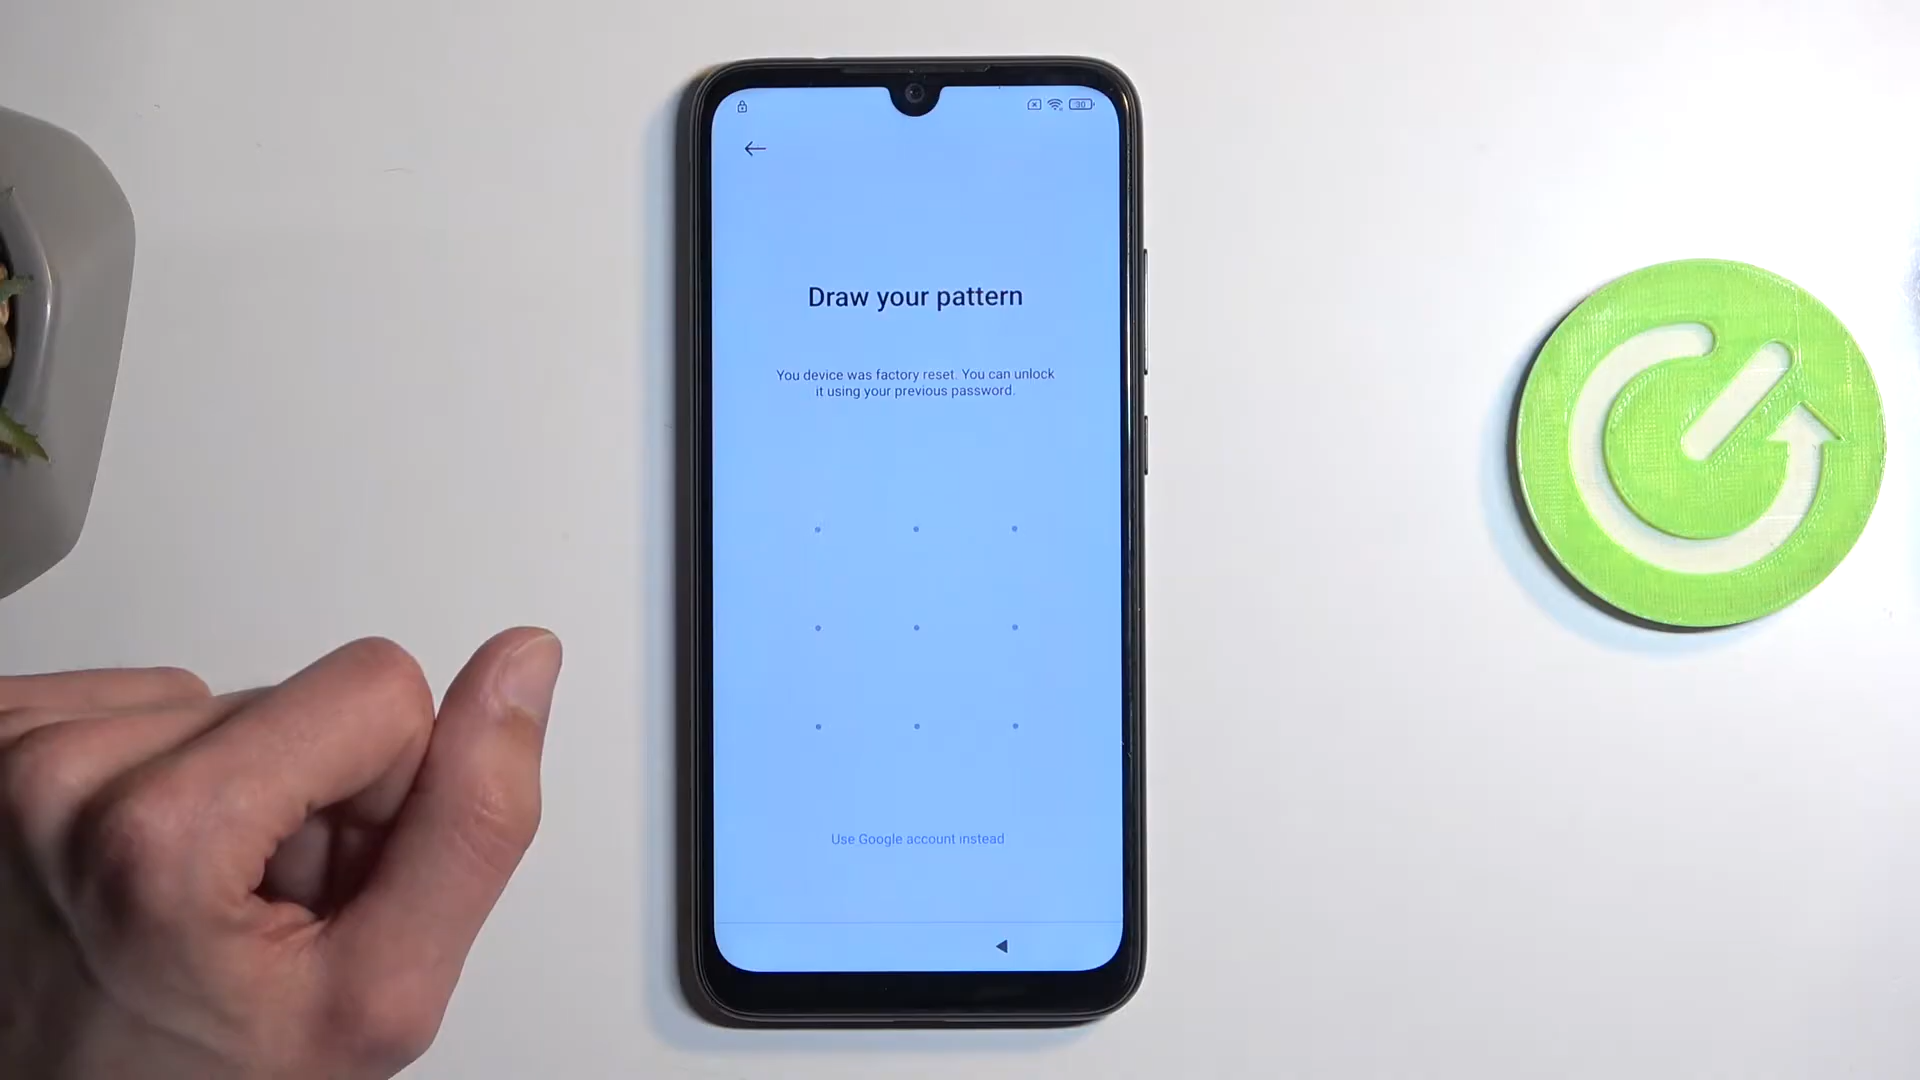 30
Draw your pattern
You device was factory reset. You can unlock
it using your previous password.
Use Google account instead